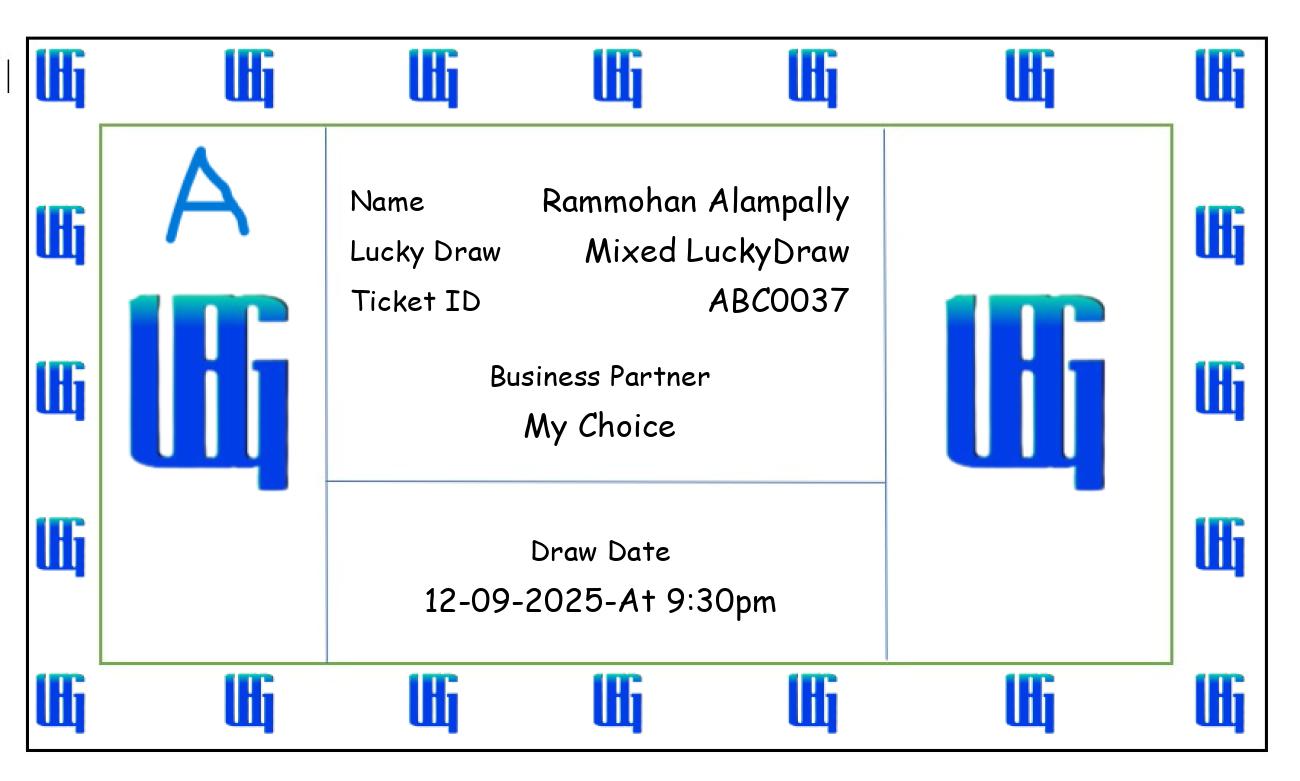 A
Name Rammohan Alampally
Lucky Draw Mixed LuckyDraw
Ticket ID ABC0037
Business Partner
My Choice
Draw Date
12-09-2025-At 9:30pm